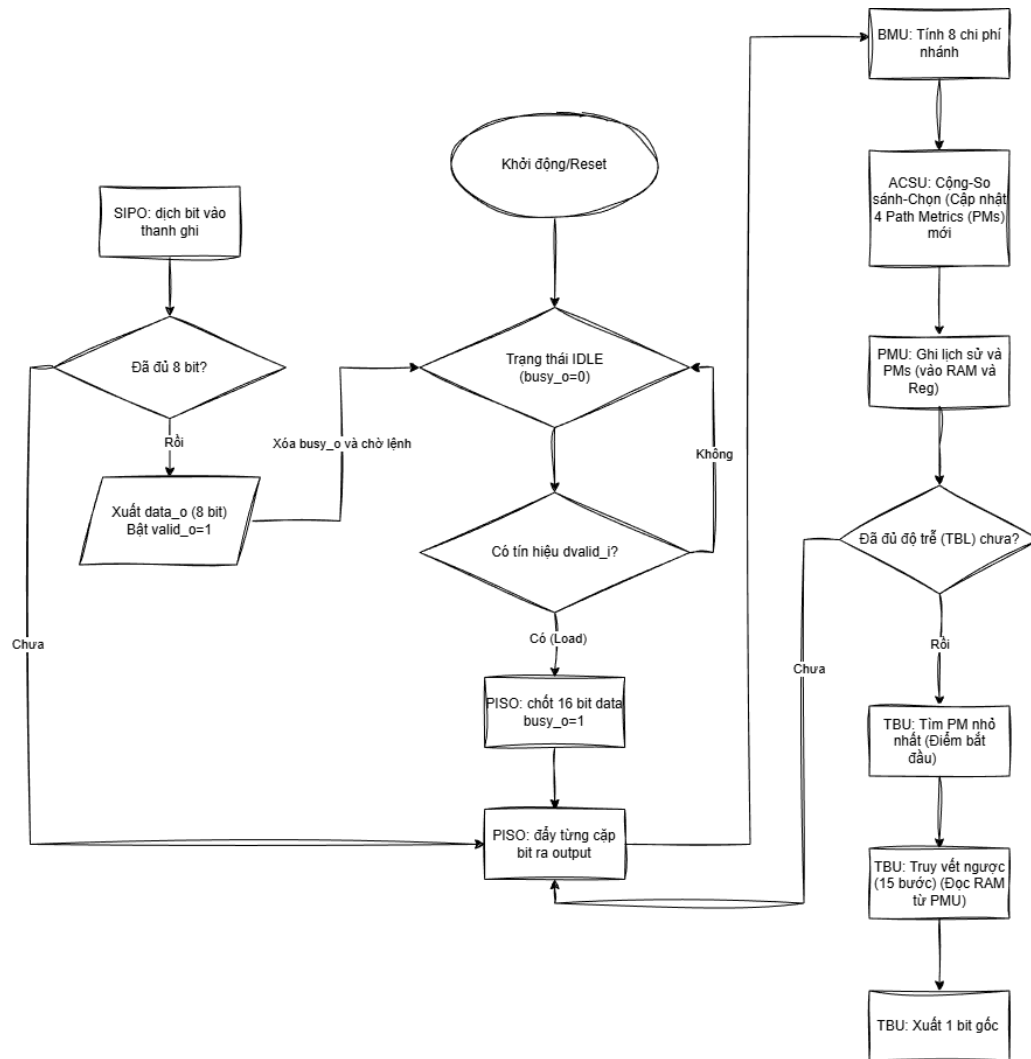 BMU: Tính 8 chi phí
nhánh
Khởi động/Reset
SIPO: dịch bit vào
thanh ghi
ACSU: Cộng-So
sánh-Chọn (Cập nhật
4 Path Metrics (PMs)
mới
Đã đủ 8 bit?
Trạng thái IDLE
(busy_o=0)
PMU: Ghi lịch sử và
PMs (vào RAM và
Reg)
Rồi
Xóa busy_o và chờ lệnh
Không
Xuất data_o (8 bit)
Bật valid_o=1
Có tín hiệu dvalid_i?
Đã đủ độ trễ (TBL) chưa?
Chưa
Có (Load)
Chưa
Rồi
PISO: chốt 16 bit data
busy_o=1
TBU: Tìm PM nhỏ
nhất (Điểm bắt
đầu)
PISO: đẩy từng cặp
bit ra output
TBU: Truy vết ngược
(15 bước) (Đọc RAM
từ PMU)
TBU: Xuất 1 bit gốc